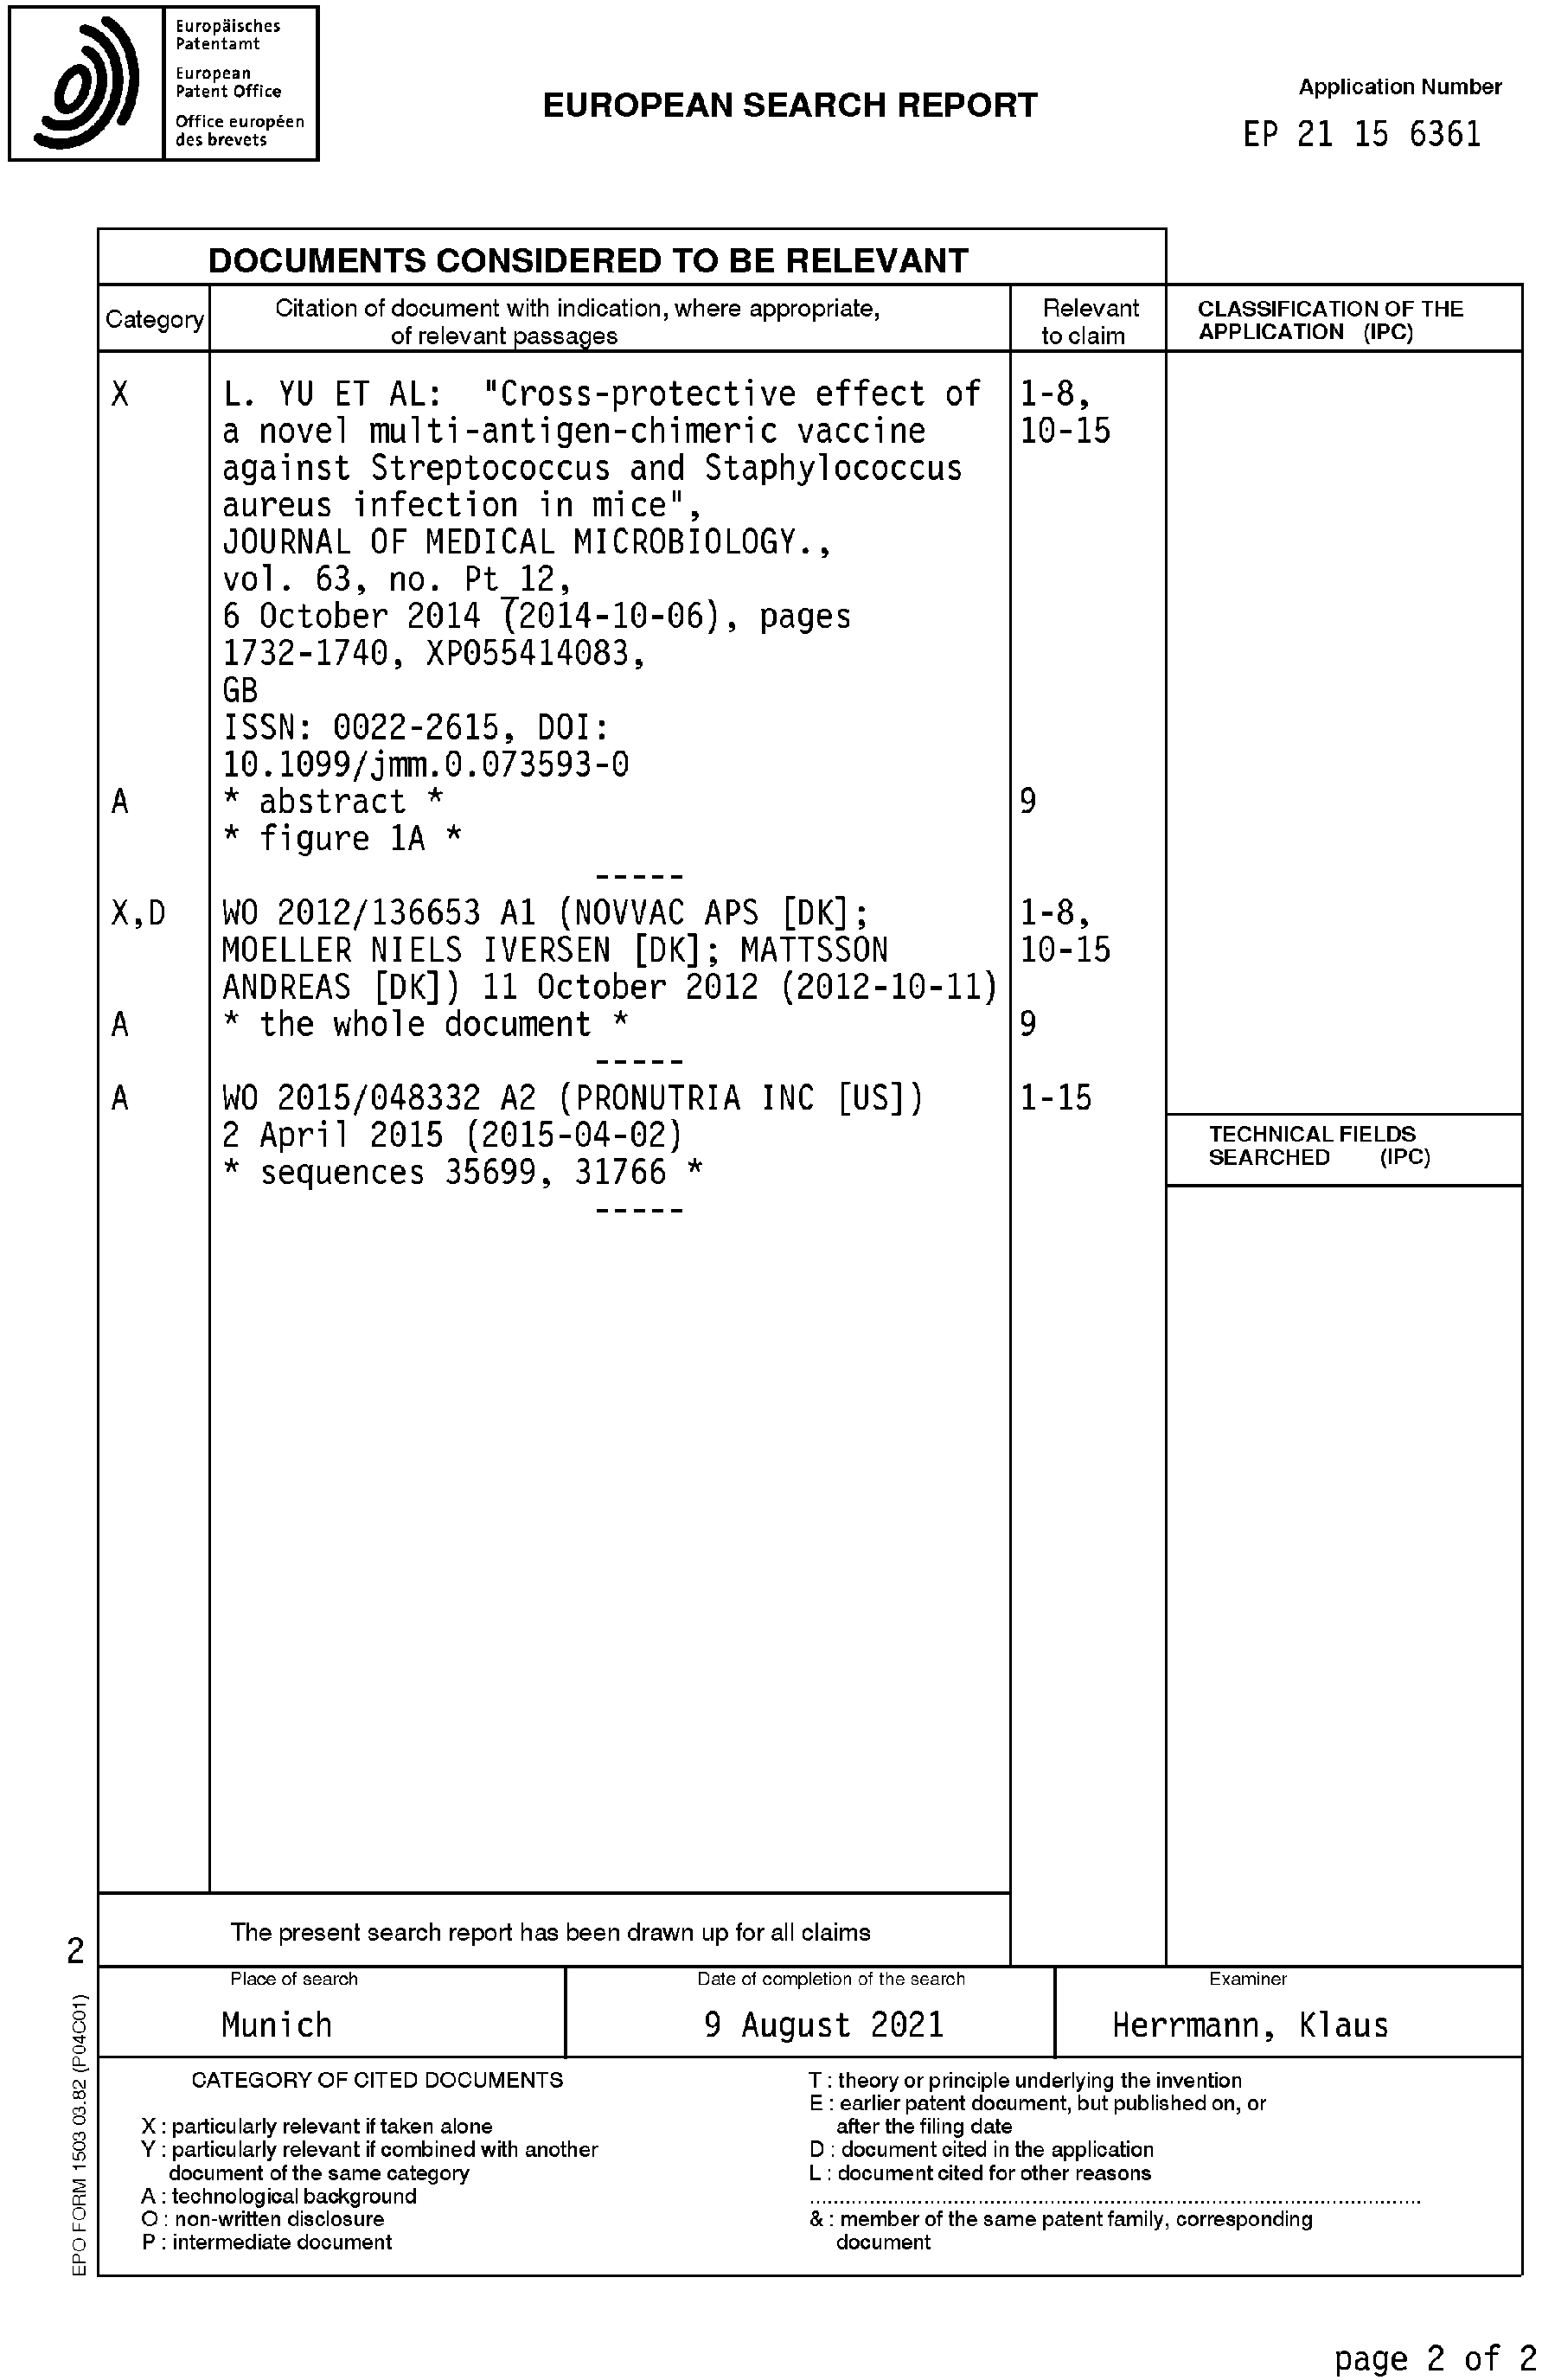 Europäisches
Patentamt
European
Patent Office
Office européen
des brevets
EUROPEAN SEARCH REPORT
Application Number
EP 21 15 6361
DOCUMENTS CONSIDERED TO BE RELEVANT
Category
Citation of document with indication, where appropriate,
of relevant passages
Relevant
to claim
CLASSIFICATION OF THE
APPLICATION (IPC)
X L. YU ET AL: "Cross-protective effect of 1-8,
a novel multi-antigen-chimeric vaccine 10-15
against Streptococcus and Staphylococcus
aureus infection in mice",
JOURNAL OF MEDICAL MICROBIOLOGY.,
vol. 63, no. Pt_12,
6 October 2014 (2014-10-06), pages
1732-1740, XP055414083,
GB
ISSN: 0022-2615, DOI:
10.1099/jmm.0.073593-0
A * abstract * 9
* figure 1A *
-----
X,D WO 2012/136653 A1 (NOVVAC APS [DK]; 1-8,
MOELLER NIELS IVERSEN [DK]; MATTSSON 10-15
ANDREAS [DK]) 11 October 2012 (2012-10-11)
A * the whole document * 9
-----
A WO 2015/048332 A2 (PRONUTRIA INC [US]) 1-15
2 April 2015 (2015-04-02)
* sequences 35699, 31766 *
-----
TECHNICAL FIELDS
SEARCHED (IPC)
The present search report has been drawn up for all claims
2
Place of search
Munich
Date of completion of the search
9 August 2021
Examiner
Herrmann, Klaus
CATEGORY OF CITED DOCUMENTS
X : particularly relevant if taken alone
Y : particularly relevant if combined with another
document of the same category
A : technological background
O : non-written disclosure
P : intermediate document
T : theory or principle underlying the invention
E : earlier patent document, but published on, or
after the filing date
D : document cited in the application
L : document cited for other reasons
& : member of the same patent family, corresponding
document
EPO FORM 1503 03.82 (P04C01)
page 2 of 2